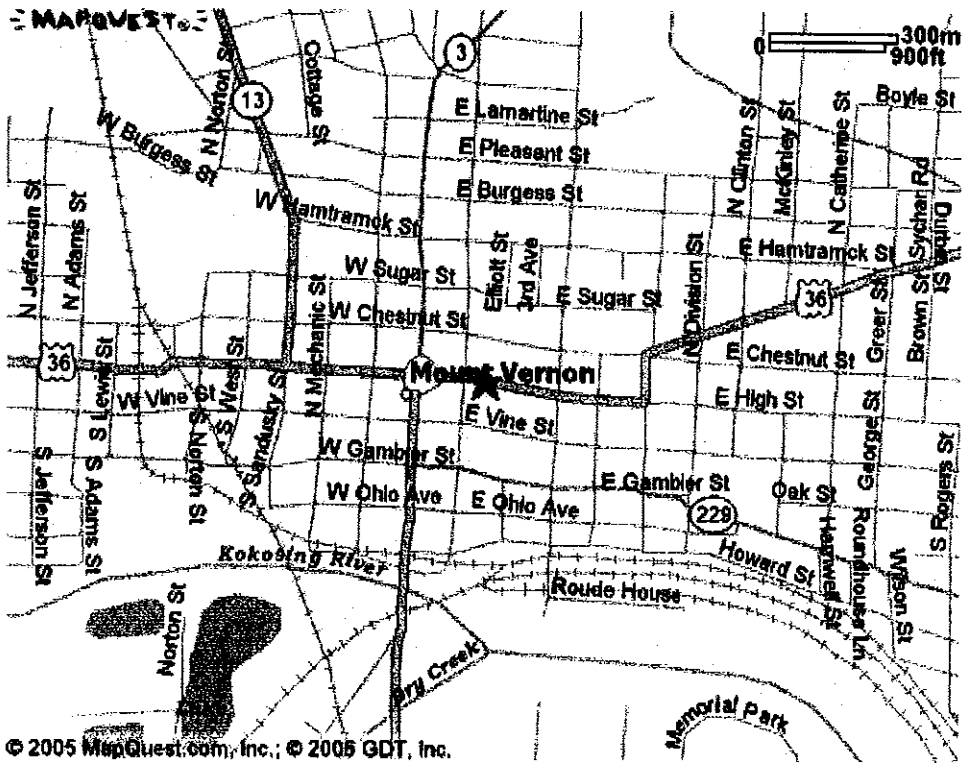 MAPQUEST
0 300m
900ft
3
13
N Norton St
Cottage St
E Lamartine St
Boyle St
W Burgess St
E Pleasant St
E Burgess St
N Clinton St
McKinley St
N Catherine St
Sychar Rd
N Jefferson St
N Adams St
W Hamtramck St
E Hamtramck St
W Sugar St
Elliott St
3rd Ave
E Sugar St
N Division St
36
Greer St
Brown St
N Mechanic St
W Chestnut St
E Chestnut St
36
Mount Vernon
W Vine St
S Lewis St
S West St
S Sandusky St
E Vine St
E High St
George St
S Norton St
W Gambier St
E Gambier St
S Jefferson St
S Adams St
W Ohio Ave
E Ohio Ave
Oak St
229
S Rogers St
Kokosing River
Howard St
Harnwell St
Roundhouse Ln
Wilson St
Roude House
Norton St
Dry Creek
Memorial Park
© 2005 MapQuest.com, Inc.; © 2005 GDT, Inc.